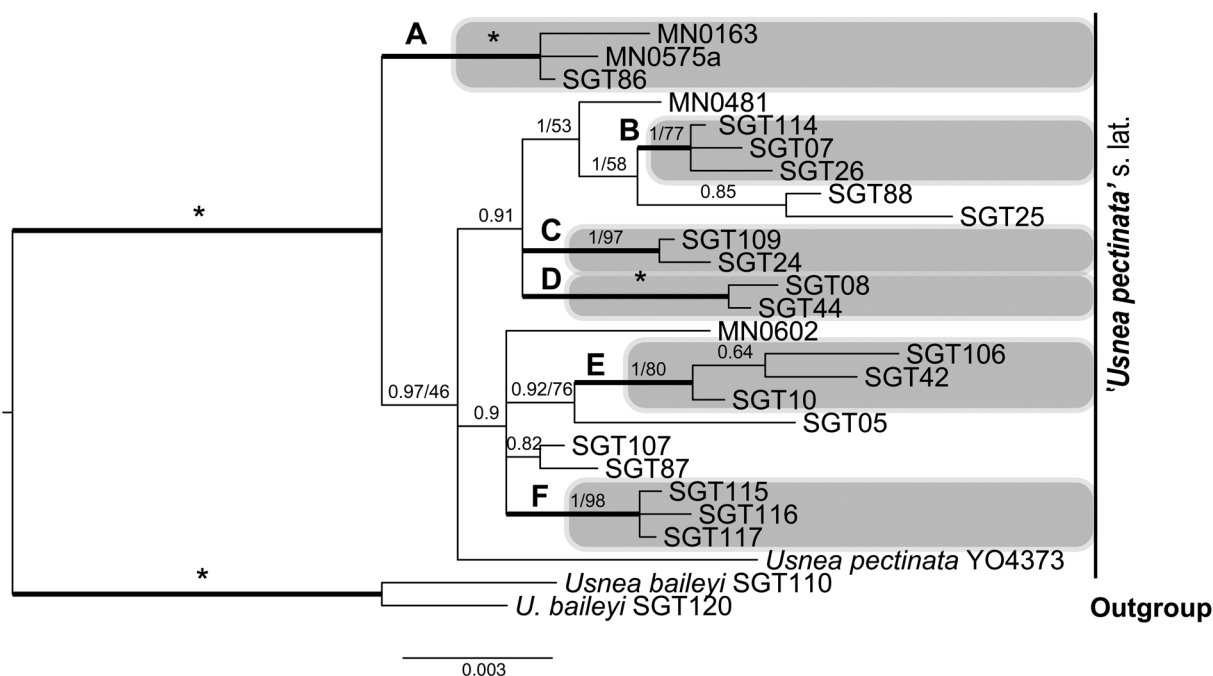 A
*
MN0163
MN0575a
SGT86
MN0481
1/53
B
1/77
SGT114
SGT07
1/58
SGT26
0.85
SGT88
SGT25
0.91
*
C
1/97
SGT109
SGT24
D
*
SGT08
SGT44
MN0602
0.64
SGT106
E
1/80
SGT42
0.97/46
0.92/76
SGT10
0.9
SGT05
0.82
SGT107
SGT87
F
1/98
SGT115
SGT116
SGT117
Usnea pectinata YO4373
*
Usnea baileyi SGT110
U. baileyi SGT120
'Usnea pectinata' s. lat.
Outgroup
0.003